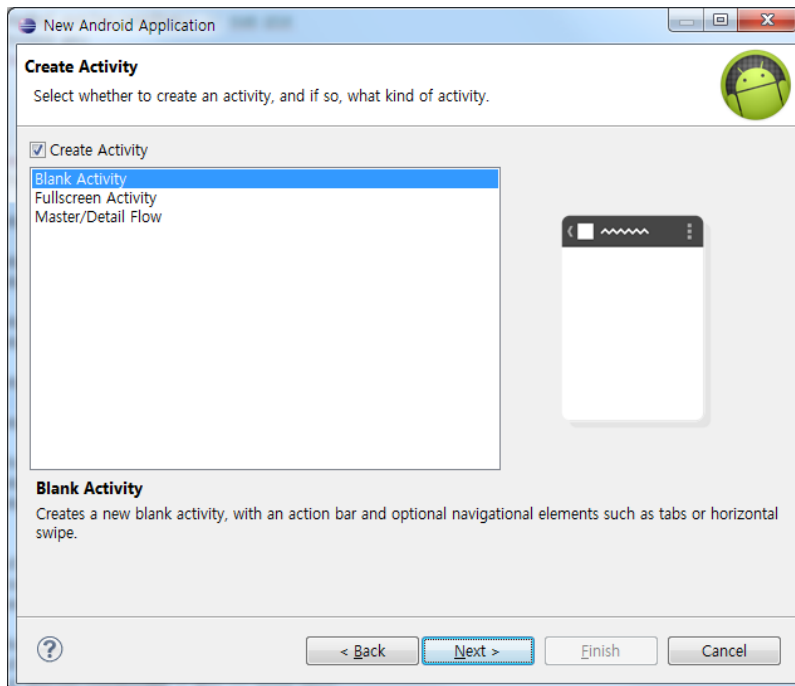 New Android Application
Create Activity
Select whether to create an activity, and if so, what kind of activity.
Create Activity
Blank Activity
Fullscreen Activity
Master/Detail Flow
Blank Activity
Creates a new blank activity, with an action bar and optional navigational elements such as tabs or horizontal
swipe.
?
< Back
Next >
Finish
Cancel